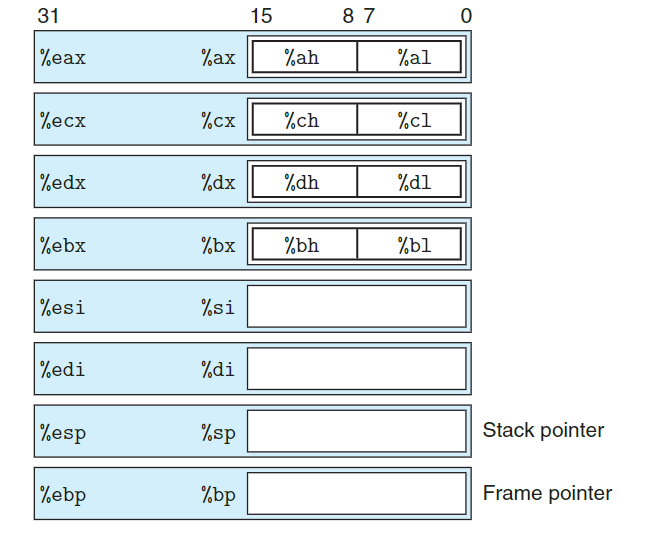 31 15 8 7 0
%eax %ax %ah %al
%ecx %cx %ch %cl
%edx %dx %dh %dl
%ebx %bx %bh %bl
%esi %si
%edi %di
%esp %sp Stack pointer
%ebp %bp Frame pointer